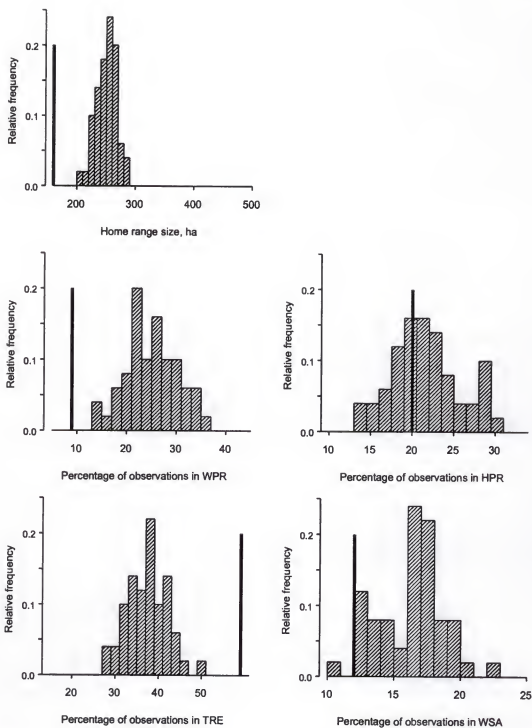 Relative frequency
0.2
0.1
0.0
200 300 400 500
Home range size, ha
Relative frequency
0.2
0.1
0.0
10 20 30 40
Percentage of observations in WPR
Relative frequency
0.2
0.1
0.0
10 15 20 25 30
Percentage of observations in HPR
Relative frequency
0.2
0.1
0.0
20 30 40 50
Percentage of observations in TRE
Relative frequency
0.2
0.1
0.0
10 15 20 25
Percentage of observations in WSA